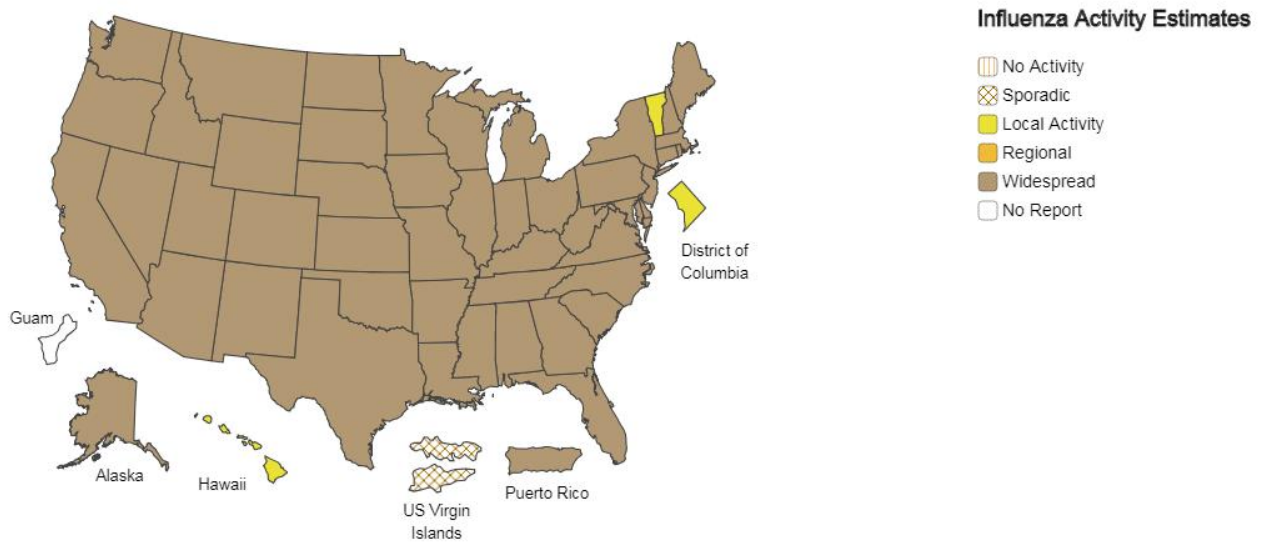 Influenza Activity Estimates
No Activity
Sporadic
Local Activity
Regional
Widespread
No Report
District of
Columbia
Guam
Alaska
Hawaii
US Virgin
Islands
Puerto Rico